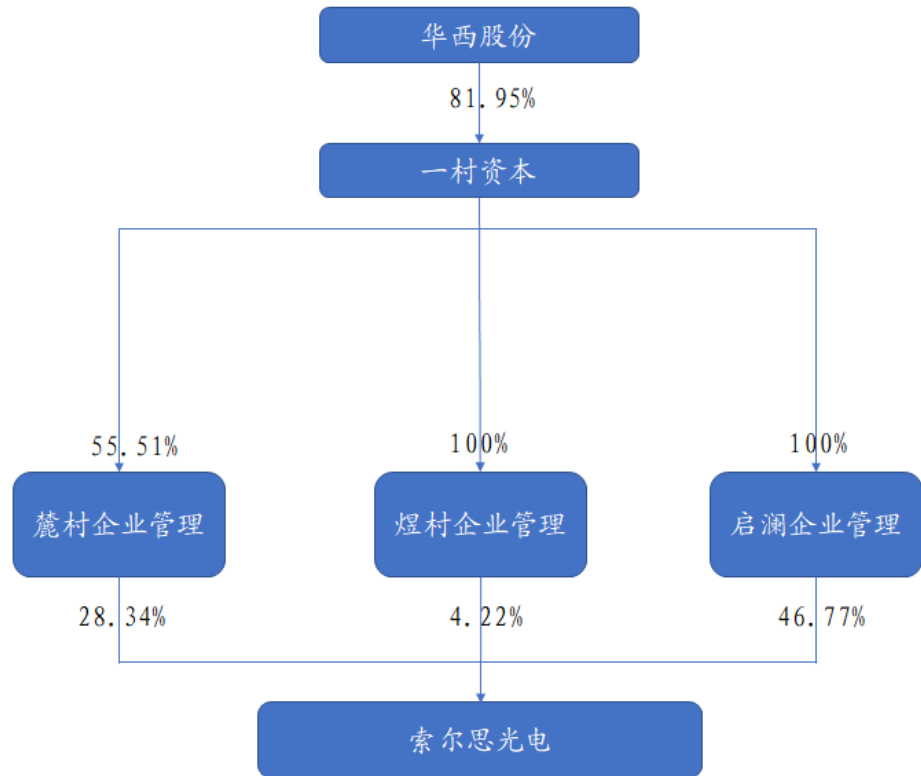 华西股份
81.95%
一村资本
55.51%
100%
100%
麓村企业管理
煜村企业管理
启澜企业管理
28.34%
4.22%
46.77%
索尔思光电